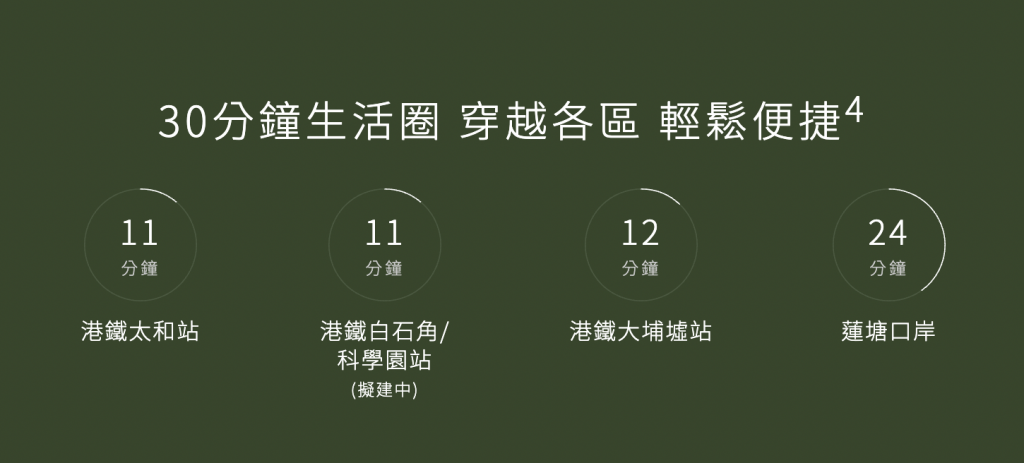 30分鐘生活圈 穿越各區 輕鬆便捷4
11
分鐘
港鐵太和站
11
分鐘
港鐵白石角/
科學園站
(擬建中)
12
分鐘
港鐵大埔墟站
24
分鐘
蓮塘口岸